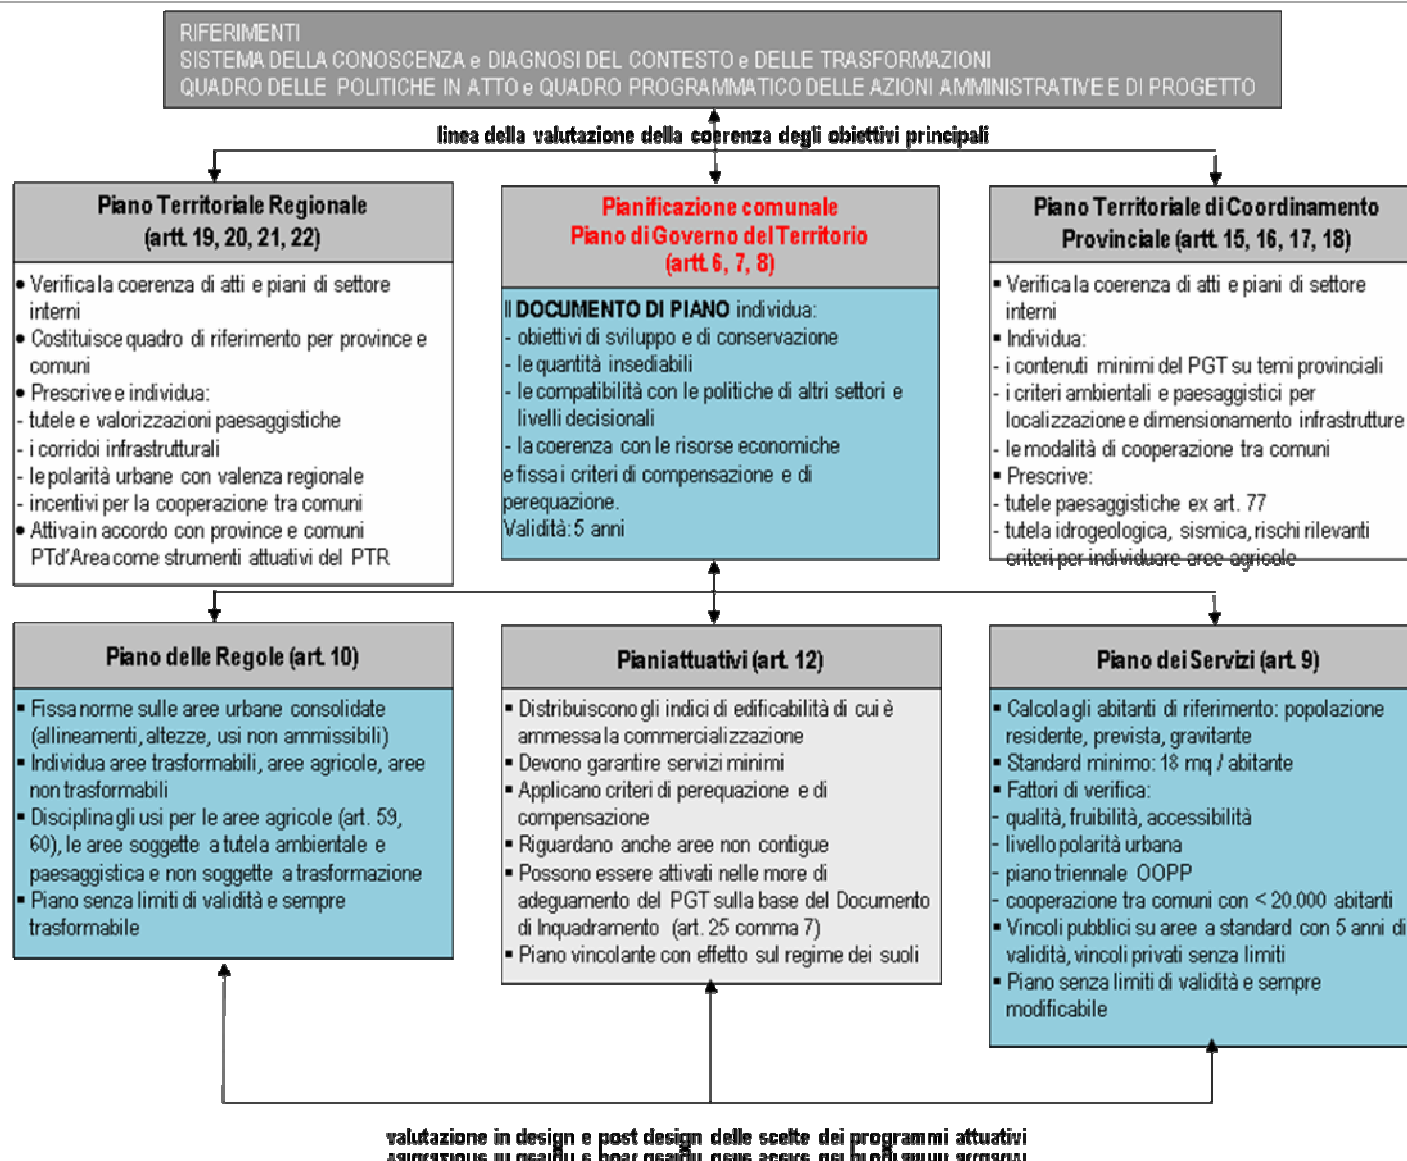 RIFERIMENTI
SISTEMA DELLA CONOSCENZA e DIAGNOSI DEL CONTESTO e DELLE TRASFORMAZIONI
QUADRO DELLE POLITICHE IN ATTO e QUADRO PROGRAMMATICO DELLE AZIONI AMMINISTRATIVE E DI PROGETTO
linea della valutazione della coerenza degli obiettivi principali
Piano Territoriale Regionale
(artt. 19, 20, 21, 22)
• Verifica la coerenza di atti e piani di settore
interni
• Costituisce quadro di riferimento per province e
comuni
• Prescrive e individua:
- tutele e valorizzazioni paesaggistiche
- i corridoi infrastrutturali
- le polarità urbane con valenza regionale
- incentivi per la cooperazione tra comuni
• Attiva in accordo con province e comuni
PTd'Area come strumenti attuativi del PTR
Pianificazione comunale
Piano di Governo del Territorio
(artt. 6, 7, 8)
Il DOCUMENTO DI PIANO individua:
- obiettivi di sviluppo e di conservazione
- le quantità insediabili
- le compatibilità con le politiche di altri settori e
livelli decisionali
- la coerenza con le risorse economiche
e fissa i criteri di compensazione e di
perequazione.
Validità: 5 anni
Piano Territoriale di Coordinamento
Provinciale (artt. 15, 16, 17, 18)
▪ Verifica la coerenza di atti e piani di settore
interni
▪ Individua:
- i contenuti minimi del PGT su temi provinciali
- i criteri ambientali e paesaggistici per
localizzazione e dimensionamento infrastrutture
- le modalità di cooperazione tra comuni
▪ Prescrive:
- tutele paesaggistiche ex art. 77
- tutela idrogeologica, sismica, rischi rilevanti
criteri per individuare aree agricole
Piano delle Regole (art. 10)
▪ Fissa norme sulle aree urbane consolidate
(allineamenti, altezze, usi non ammissibili)
▪ Individua aree trasformabili, aree agricole, aree
non trasformabili
▪ Disciplina gli usi per le aree agricole (art. 59,
60), le aree soggette a tutela ambientale e
paesaggistica e non soggette a trasformazione
▪ Piano senza limiti di validità e sempre
trasformabile
Piani attuativi (art. 12)
▪ Distribuiscono gli indici di edificabilità di cui è
ammessa la commercializzazione
▪ Devono garantire servizi minimi
▪ Applicano criteri di perequazione e di
compensazione
▪ Riguardano anche aree non contigue
▪ Possono essere attivati nelle more di
adeguamento del PGT sulla base del Documento
di Inquadramento (art. 25 comma 7)
▪ Piano vincolante con effetto sul regime dei suoli
Piano dei Servizi (art. 9)
▪ Calcola gli abitanti di riferimento: popolazione
residente, prevista, gravitante
▪ Standard minimo: 18 mq / abitante
▪ Fattori di verifica:
- qualità, fruibilità, accessibilità
- livello polarità urbana
- piano triennale OOPP
- cooperazione tra comuni con < 20.000 abitanti
▪ Vincoli pubblici su aree a standard con 5 anni di
validità, vincoli privati senza limiti
▪ Piano senza limiti di validità e sempre
modificabile
valutazione in design e post design delle scelte dei programmi attuativi